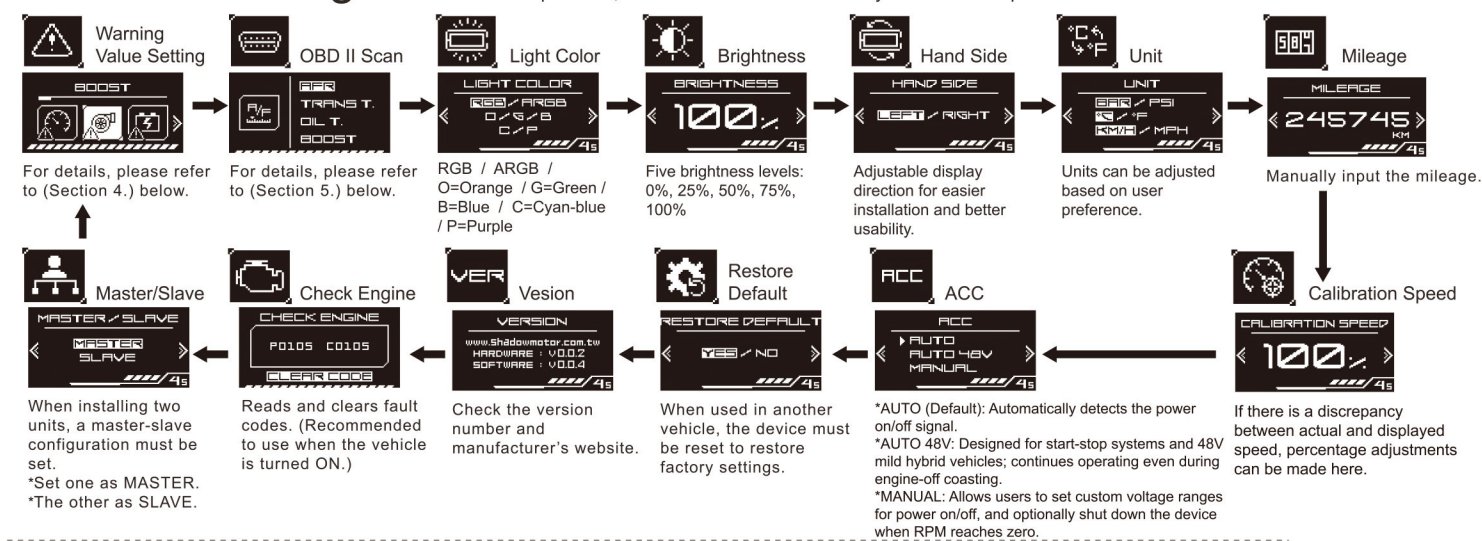 Warning
Value Setting
BOOST
For details, please refer
to (Section 4.) below.
OBD II Scan
A/F
AFR
TRANS T.
OIL T.
BOOST
For details, please refer
to (Section 5.) below.
Light Color
LIGHT COLOR
RGB / ARGB
O / G / B
C / P
4s
RGB / ARGB /
O=Orange / G=Green /
B=Blue / C=Cyan-blue
/ P=Purple
Brightness
BRIGHTNESS
100%
4s
Five brightness levels:
0%, 25%, 50%, 75%,
100%
Hand Side
HAND SIDE
LEFT / RIGHT
4s
Adjustable display
direction for easier
installation and better
usability.
°C °F
Unit
UNIT
BAR / PSI
°C / °F
KM/H / MPH
4s
Units can be adjusted
based on user
preference.
Mileage
MILEAGE
245745
KM
4s
Manually input the mileage.
Calibration Speed
CALIBRATION SPEED
100%
4s
If there is a discrepancy
between actual and displayed
speed, percentage adjustments
can be made here.
ACC
ACC
ACC
AUTO
AUTO 48V
MANUAL
4s
*AUTO (Default): Automatically detects the power
on/off signal.
*AUTO 48V: Designed for start-stop systems and 48V
mild hybrid vehicles; continues operating even during
engine-off coasting.
*MANUAL: Allows users to set custom voltage ranges
for power on/off, and optionally shut down the device
when RPM reaches zero.
Restore
Default
RESTORE DEFAULT
YES / NO
4s
When used in another
vehicle, the device must
be reset to restore
factory settings.
VER
Vesion
VERSION
www.Shadowmotor.com.tw
HARDWARE : V0.0.2
SOFTWARE : V0.0.4
4s
Check the version
number and
manufacturer's website.
Check Engine
CHECK ENGINE
P0105 C0105
CLEAR CODE
Reads and clears fault
codes. (Recommended
to use when the vehicle
is turned ON.)
Master/Slave
MASTER / SLAVE
MASTER
SLAVE
4s
When installing two
units, a master-slave
configuration must be
set.
*Set one as MASTER.
*The other as SLAVE.